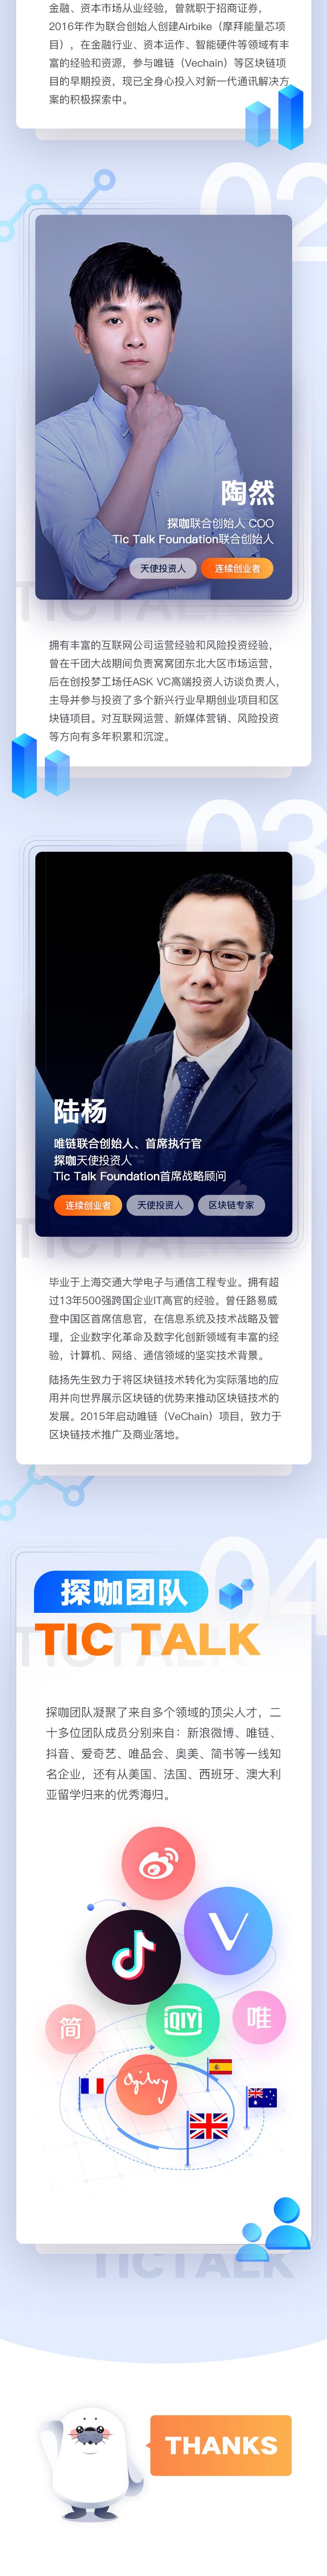 金融、资本市场从业经验，曾就职于招商证券，
2016年作为联合创始人创建Airbike（摩拜能量芯项
目），在金融行业、资本运作、智能硬件等领域有丰
富的经验和资源，参与唯链（Vechain）等区块链项
目的早期投资，现已全身心投入对新一代通讯解决方
案的积极探索中。
02
陶然
探咖联合创始人 COO
Tic Talk Foundation联合创始人
天使投资人
连续创业者
TIC TALK
拥有丰富的互联网公司运营经验和风险投资经验，
曾在千团大战期间负责窝窝团东北大区市场运营，
后在创投梦工场任ASK VC高端投资人访谈负责人，
主导并参与投资了多个新兴行业早期创业项目和区
块链项目。对互联网运营、新媒体营销、风险投资
等方向有多年积累和沉淀。
03
陆杨
唯链联合创始人、首席执行官
探咖天使投资人
Tic Talk Foundation首席战略顾问
连续创业者
天使投资人
区块链专家
TIC TALK
毕业于上海交通大学电子与通信工程专业。拥有超
过13年500强跨国企业IT高官的经验。曾任路易威
登中国区首席信息官，在信息系统及技术战略及管
理，企业数字化革命及数字化创新领域有丰富的经
验，计算机、网络、通信领域的坚实技术背景。
陆扬先生致力于将区块链技术转化为实际落地的应
用并向世界展示区块链的优势来推动区块链技术的
发展。2015年启动唯链（VeChain）项目，致力于
区块链技术推广及商业落地。
04
探咖团队
TIC TALK
TIC TALK
探咖团队凝聚了来自多个领域的顶尖人才，二
十多位团队成员分别来自：新浪微博、唯链、
抖音、爱奇艺、唯品会、奥美、简书等一线知
名企业，还有从美国、法国、西班牙、澳大利
亚留学归来的优秀海归。
简
iQIYI
唯
Ogilvy
TIC TALK
THANKS